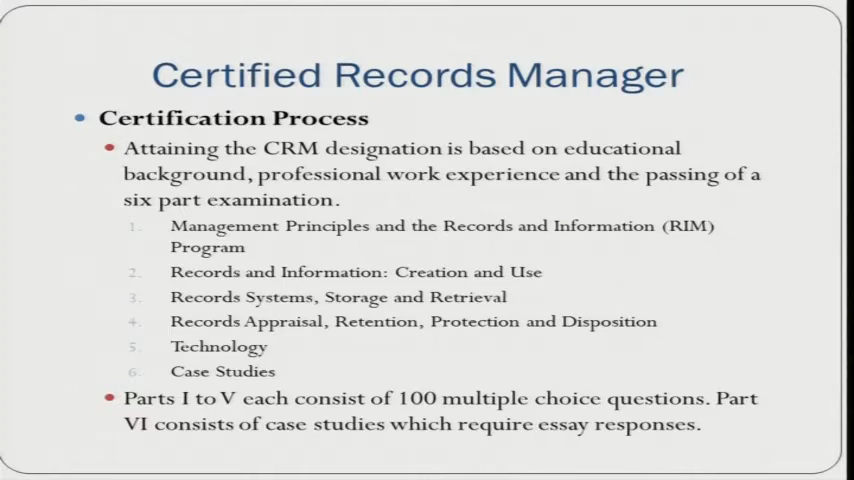 Certified Records Manager
• Certification Process
• Attaining the CRM designation is based on educational
background, professional work experience and the passing of a
six part examination.
1. Management Principles and the Records and Information (RIM)
Program
2. Records and Information: Creation and Use
3. Records Systems, Storage and Retrieval
4. Records Appraisal, Retention, Protection and Disposition
5. Technology
6. Case Studies
• Parts I to V each consist of 100 multiple choice questions. Part
VI consists of case studies which require essay responses.